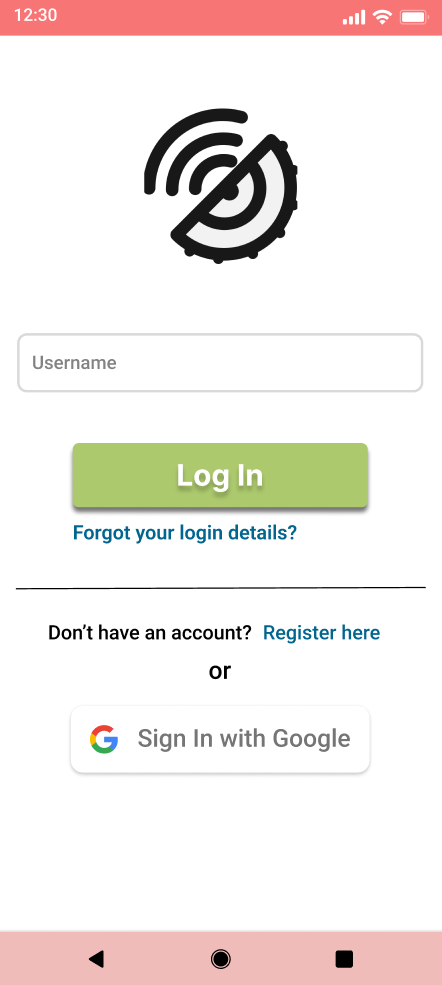 12:30
Username
Log In
Forgot your login details?
Don’t have an account? Register here
or
Sign In with Google